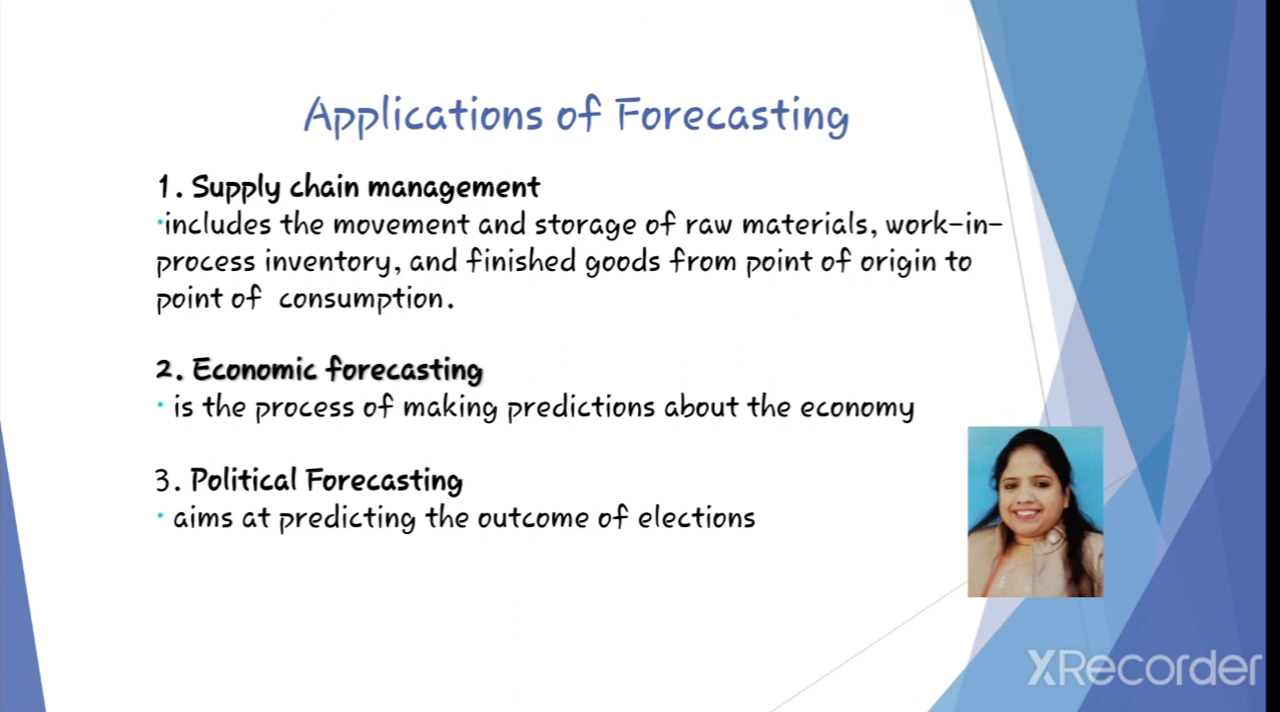 Applications of Forecasting
1. Supply chain management
•includes the movement and storage of raw materials, work-in-
process inventory, and finished goods from point of origin to
point of consumption.
2. Economic forecasting
• is the process of making predictions about the economy
3. Political Forecasting
• aims at predicting the outcome of elections
XRecorder